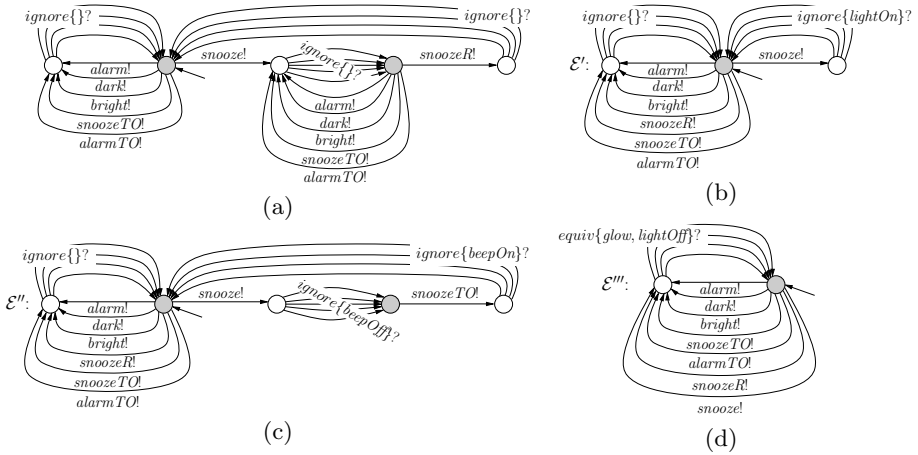 ignore{}?
ignore{}?
snooze!
ignore{}?
snoozeR!
alarm!
dark!
bright!
snoozeTO!
alarmTO!
alarm!
dark!
bright!
snoozeTO!
alarmTO!
(a)
ignore{}?
ignore{lightOn}?
ℰ′:
snooze!
alarm!
dark!
bright!
snoozeR!
snoozeTO!
alarmTO!
(b)
ignore{}?
ignore{beepOn}?
ℰ′′:
snooze!
ignore{beepOff}?
snoozeTO!
alarm!
dark!
bright!
snoozeR!
snoozeTO!
alarmTO!
(c)
equiv{glow, lightOff}?
ℰ′′′:
alarm!
dark!
bright!
snoozeTO!
alarmTO!
snoozeR!
snooze!
(d)